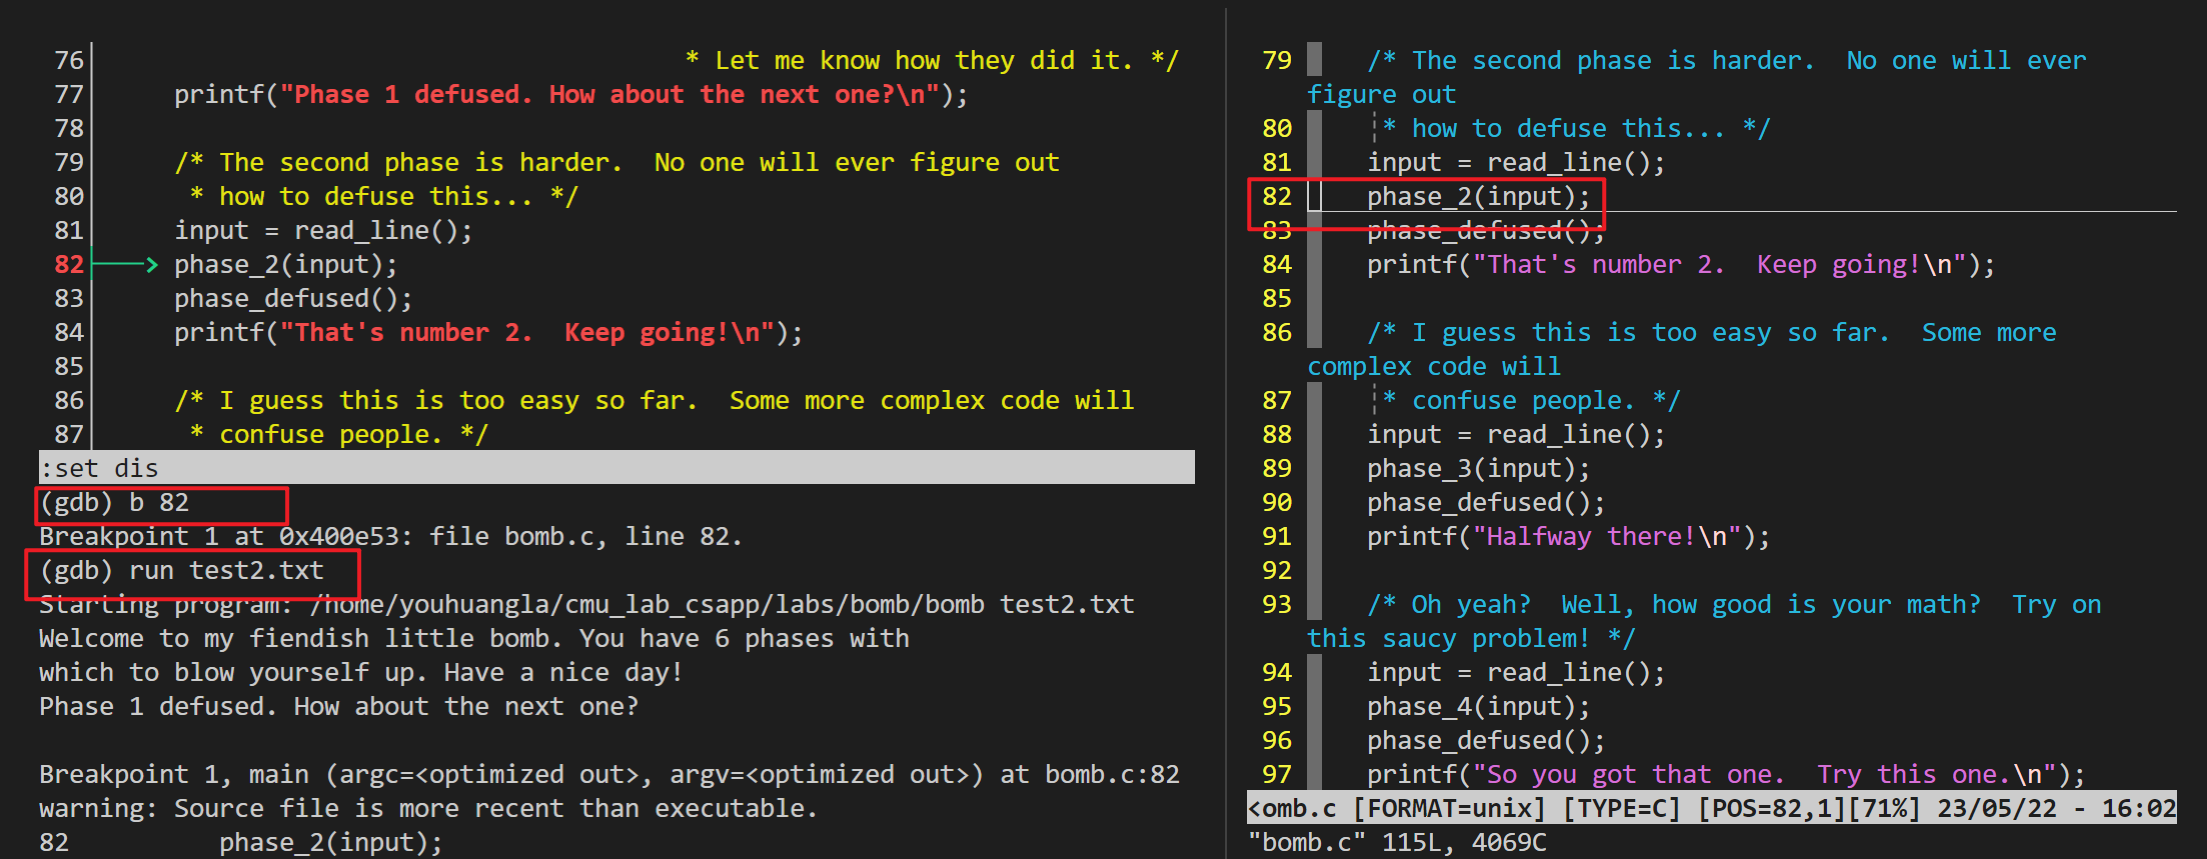 76                                         * Let me know how they did it. */
77       printf("Phase 1 defused. How about the next one?\n");
78
79       /* The second phase is harder.  No one will ever figure out
80        * how to defuse this... */
81       input = read_line();
82       phase_2(input);
83       phase_defused();
84       printf("That's number 2.  Keep going!\n");
85
86       /* I guess this is too easy so far.  Some more complex code will
87        * confuse people. */
:set dis
(gdb) b 82
Breakpoint 1 at 0x400e53: file bomb.c, line 82.
(gdb) run test2.txt
Starting program: /home/youhuangla/cmu_lab_csapp/labs/bomb/bomb test2.txt
Welcome to my fiendish little bomb. You have 6 phases with
which to blow yourself up. Have a nice day!
Phase 1 defused. How about the next one?

Breakpoint 1, main (argc=<optimized out>, argv=<optimized out>) at bomb.c:82
warning: Source file is more recent than executable.
82          phase_2(input);
79     /* The second phase is harder.  No one will ever
figure out
80      * how to defuse this... */
81     input = read_line();
82     phase_2(input);
83     phase_defused();
84     printf("That's number 2.  Keep going!\n");
85
86     /* I guess this is too easy so far.  Some more
complex code will
87      * confuse people. */
88     input = read_line();
89     phase_3(input);
90     phase_defused();
91     printf("Halfway there!\n");
92
93     /* Oh yeah?  Well, how good is your math?  Try on
this saucy problem! */
94     input = read_line();
95     phase_4(input);
96     phase_defused();
97     printf("So you got that one.  Try this one.\n");
<omb.c [FORMAT=unix] [TYPE=C] [POS=82,1][71%] 23/05/22 - 16:02
"bomb.c" 115L, 4069C